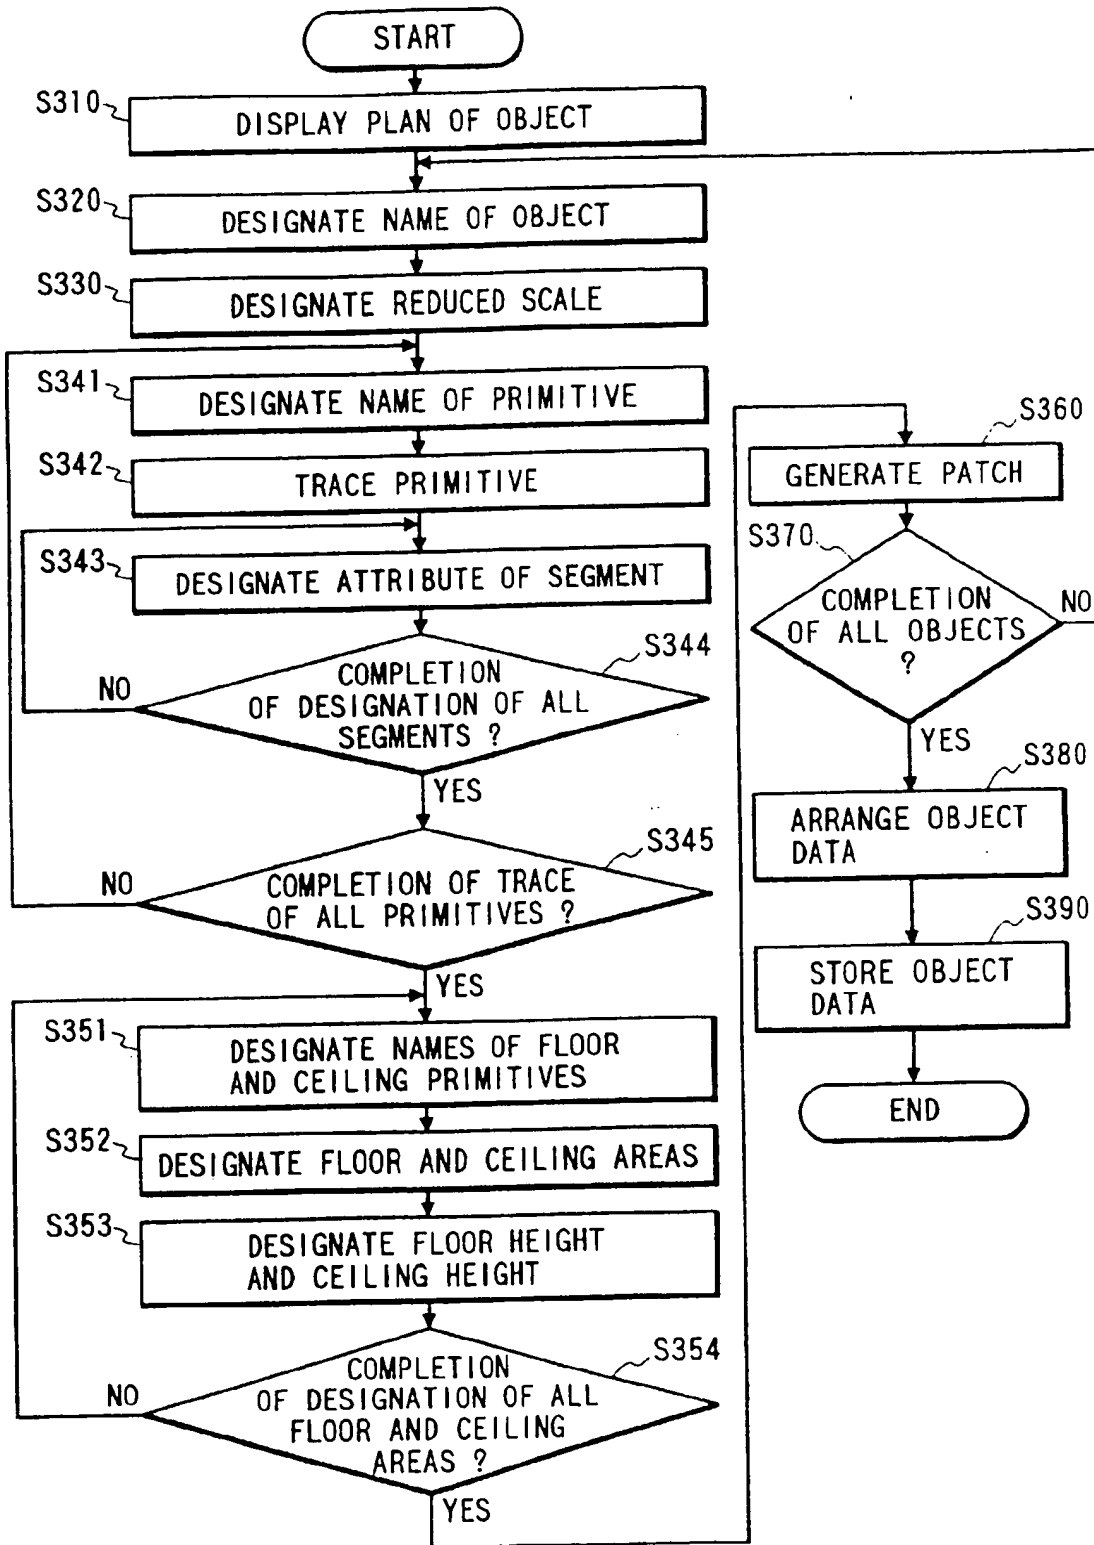 START
S310
DISPLAY PLAN OF OBJECT
S320
DESIGNATE NAME OF OBJECT
S330
DESIGNATE REDUCED SCALE
S341
DESIGNATE NAME OF PRIMITIVE
S342
TRACE PRIMITIVE
S343
DESIGNATE ATTRIBUTE OF SEGMENT
S344
COMPLETION
OF DESIGNATION OF ALL
SEGMENTS ?
NO
YES
S345
COMPLETION OF TRACE
OF ALL PRIMITIVES ?
NO
YES
S351
DESIGNATE NAMES OF FLOOR
AND CEILING PRIMITIVES
S352
DESIGNATE FLOOR AND CEILING AREAS
S353
DESIGNATE FLOOR HEIGHT
AND CEILING HEIGHT
S354
COMPLETION
OF DESIGNATION OF ALL
FLOOR AND CEILING
AREAS ?
NO
YES
S360
GENERATE PATCH
S370
COMPLETION
OF ALL OBJECTS
?
NO
YES
S380
ARRANGE OBJECT
DATA
S390
STORE OBJECT
DATA
END